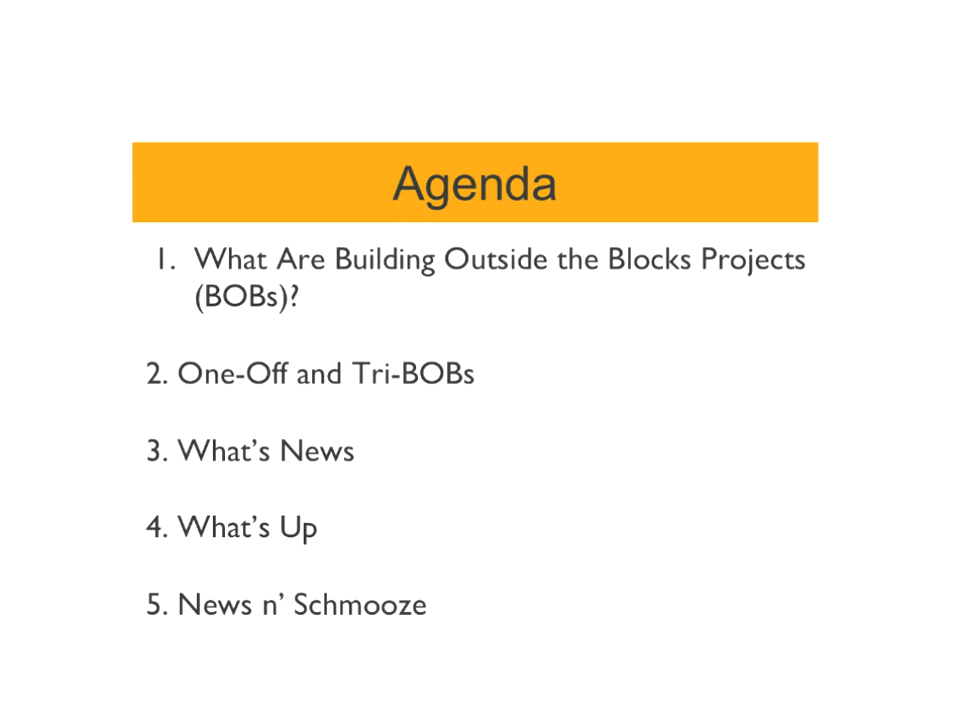 Agenda
1. What Are Building Outside the Blocks Projects
(BOBs)?
2. One-Off and Tri-BOBs
3. What’s News
4. What’s Up
5. News n’ Schmooze